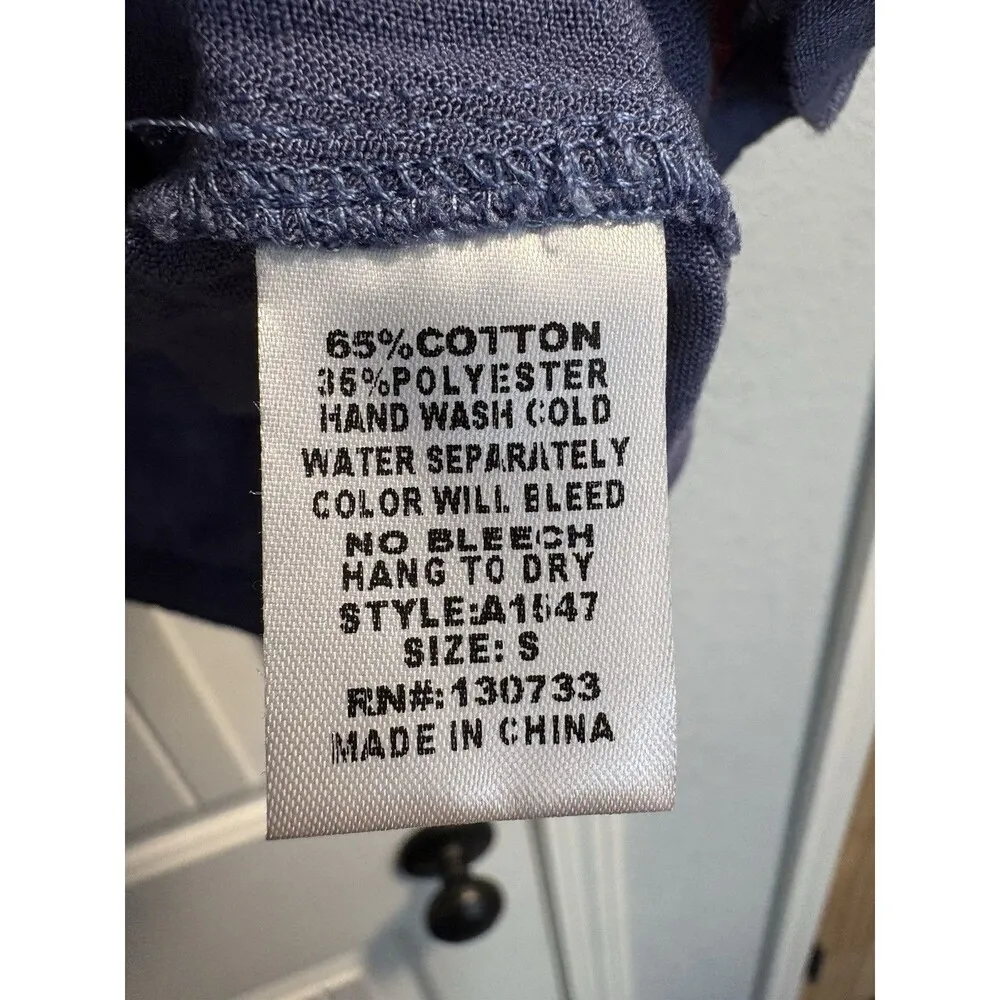 65%COTTON
35%POLYESTER
HAND WASH COLD
WATER SEPARATELY
COLOR WILL BLEED
NO BLEECH
HANG TO DRY
STYLE:A1547
SIZE: S
RN#:130733
MADE IN CHINA